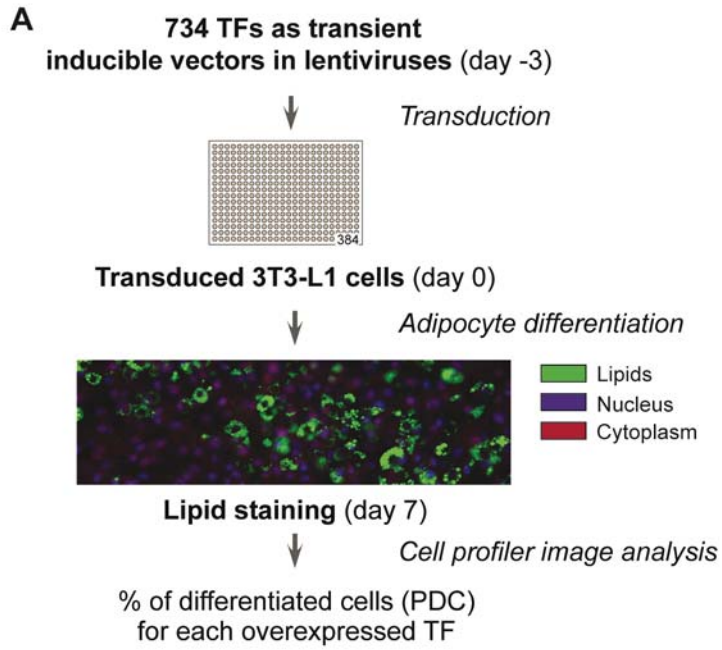 A
734 TFs as transient
inducible vectors in lentiviruses (day -3)
Transduction
384
Transduced 3T3-L1 cells (day 0)
Adipocyte differentiation
Lipids
Nucleus
Cytoplasm
Lipid staining (day 7)
Cell profiler image analysis
% of differentiated cells (PDC)
for each overexpressed TF